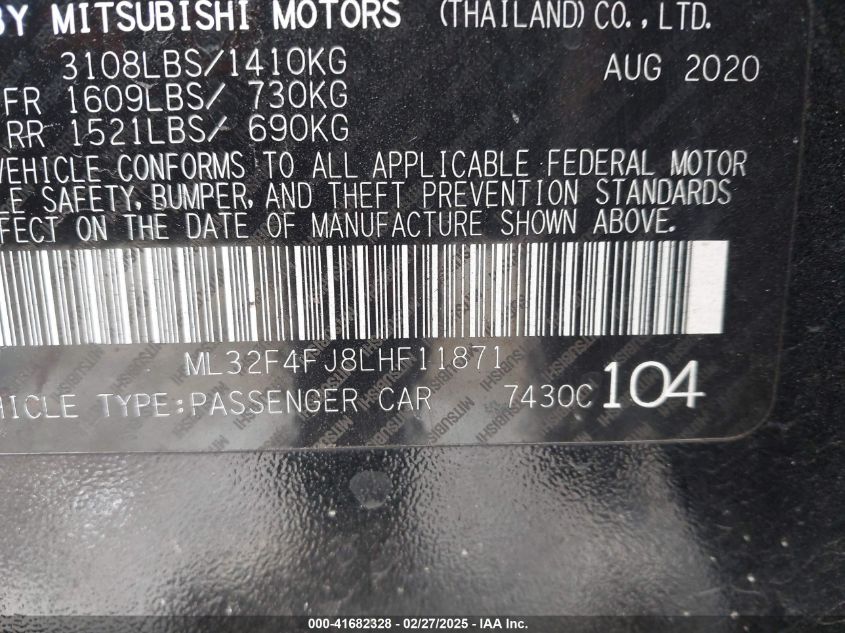 BY MITSUBISHI MOTORS (THAILAND) CO., LTD.
3108LBS/1410KG AUG 2020
FR 1609LBS/ 730KG
RR 1521LBS/ 690KG
VEHICLE CONFORMS TO ALL APPLICABLE FEDERAL MOTOR
E SAFETY, BUMPER, AND THEFT PREVENTION STANDARDS
FFECT ON THE DATE OF MANUFACTURE SHOWN ABOVE.
ML32F4FJ8LHF11871
HICLE TYPE:PASSENGER CAR 7430C 104
000-41682328 - 02/27/2025 - IAA Inc.